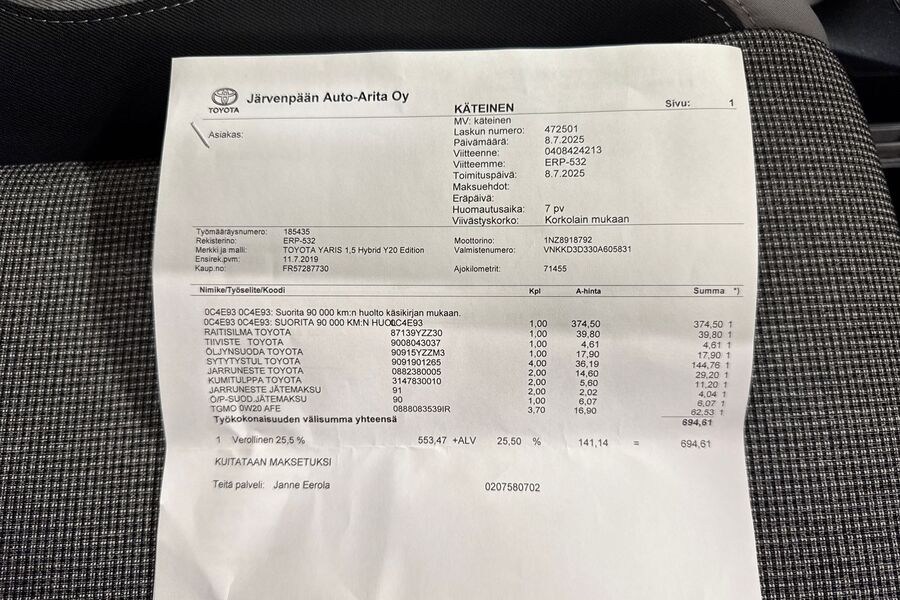 TOYOTA
Järvenpään Auto-Arita Oy
KÄTEINEN
Sivu: 1
Asiakas:
MV: käteinen
Laskun numero: 472501
Päivämäärä: 8.7.2025
Viitteenne: 0408424213
Viitteemme: ERP-532
Toimituspäivä: 8.7.2025
Maksuehdot:
Eräpäivä:
Huomautusaika: 7 pv
Viivästyskorko: Korkolain mukaan
Työmääräysnumero: 185435
Rekisterino: ERP-532 Moottorino: 1NZ8918792
Merkki ja malli: TOYOTA YARIS 1,5 Hybrid Y20 Edition Valmistenumero: VNKKD3D330A605831
Ensirek.pvm: 11.7.2019
Kaup.no: FR57287730 Ajokilometrit: 71455
Nimike/Työselite/Koodi Kpl A-hinta Summa *)
0C4E93 0C4E93: Suorita 90 000 km:n huolto käsikirjan mukaan.
0C4E93 0C4E93: SUORITA 90 000 KM:N HUOL0C4E93 1,00 374,50 374,50 1
RAITISILMA TOYOTA 87139YZZ30 1,00 39,80 39,80 1
TIIVISTE TOYOTA 9008043037 1,00 4,61 4,61 1
ÖLJYNSUODA TOYOTA 90915YZZM3 1,00 17,90 17,90 1
SYTYTYSTUL TOYOTA 9091901265 4,00 36,19 144,76 1
JARRUNESTE TOYOTA 0882380005 2,00 14,60 29,20 1
KUMITULPPA TOYOTA 3147830010 2,00 5,60 11,20 1
JARRUNESTE JÄTEMAKSU 91 2,00 2,02 4,04 1
Ö/P-SUOD.JÄTEMAKSU 90 1,00 6,07 6,07 1
TGMO 0W20 AFE 0888083539IR 3,70 16,90 62,53 1
Työkokonaisuuden välisumma yhteensä 694,61
1 Verollinen 25,5 % 553,47 +ALV 25,50 % 141,14 = 694,61
KUITATAAN MAKSETUKSI
Teitä palveli: Janne Eerola 0207580702